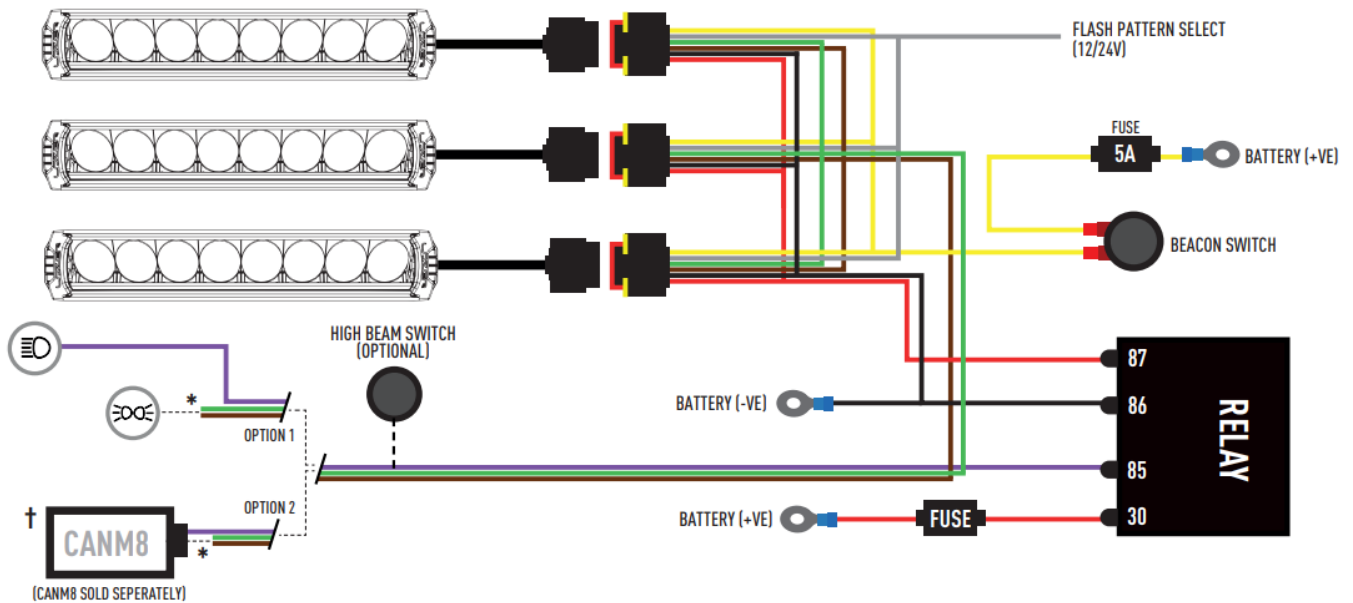 FLASH PATTERN SELECT
(12/24V)
FUSE
5A
BATTERY (+VE)
BEACON SWITCH
HIGH BEAM SWITCH
(OPTIONAL)
87
BATTERY (-VE)
86
RELAY
*
OPTION 1
85
OPTION 2
BATTERY (+VE)
FUSE
30
†
CANM8
*
(CANM8 SOLD SEPERATELY)